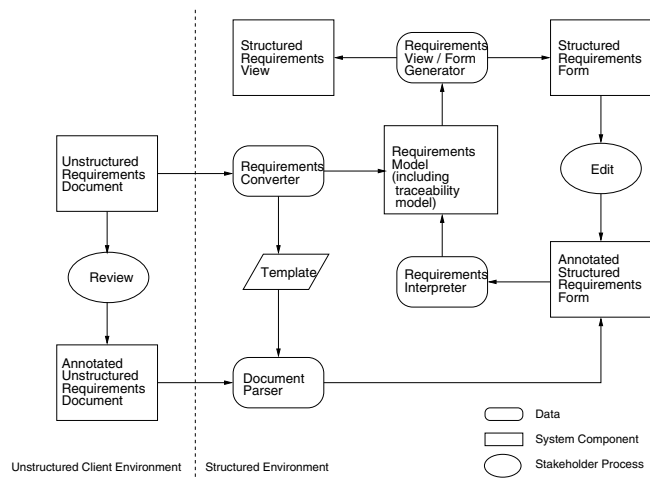 Structured
Requirements
View
Requirements
View / Form
Generator
Structured
Requirements
Form
Unstructured
Requirements
Document
Requirements
Converter
Requirements
Model
(including
traceability
model)
Edit
Review
Template
Requirements
Interpreter
Annotated
Structured
Requirements
Form
Annotated
Unstructured
Requirements
Document
Document
Parser
Data
System Component
Stakeholder Process
Unstructured Client Environment
Structured Environment